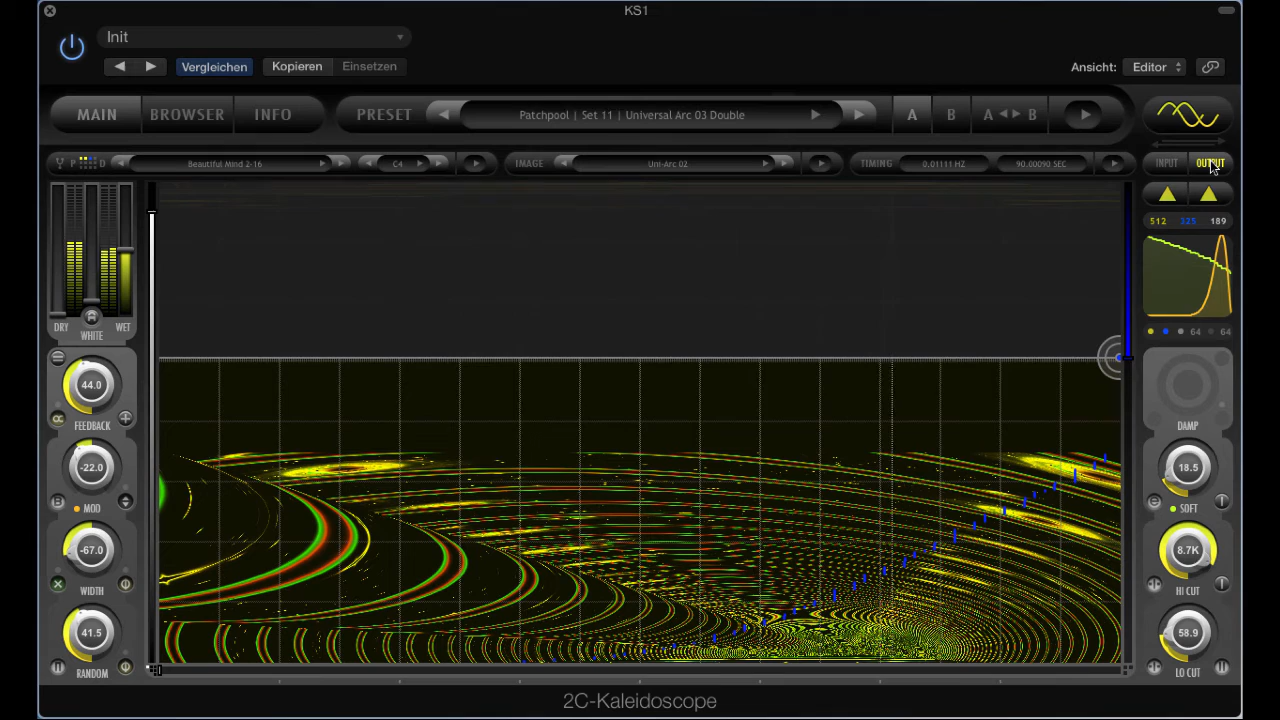 KS1
Init
Vergleichen Kopieren Einsetzen Ansicht: Editor
MAIN BROWSER INFO PRESET Patchpool | Set 11 | Universal Arc 03 Double A B A B
Y P D Beautiful Mind 2-16 C4 IMAGE Uni-Arc 02 TIMING 0.01111 HZ 90.00090 SEC INPUT OUTPUT
512 325 189
DRY WET 64 64
WHITE
44.0
FEEDBACK DAMP
-22.0 18.5
B MOD e SOFT
-67.0 8.7K
WIDTH HI CUT
41.5 58.9
RANDOM LO CUT
2C-Kaleidoscope